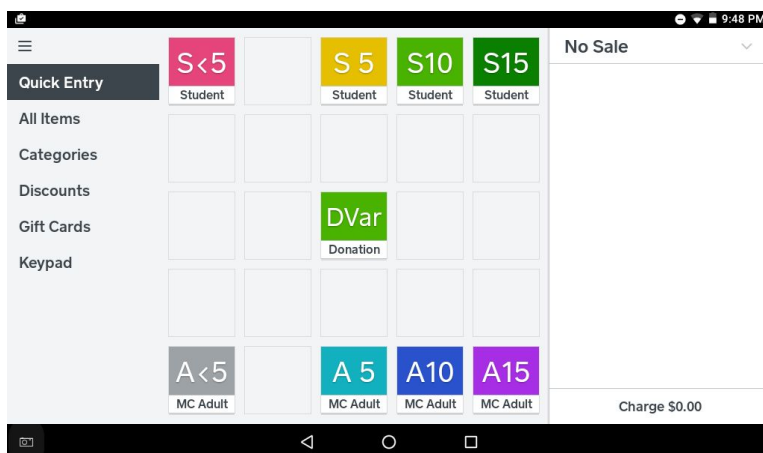 9:48 PM
Quick Entry
All Items
Categories
Discounts
Gift Cards
Keypad
S<5 S 5 S10 S15
Student Student Student Student
DVar
Donation
A<5 A 5 A10 A15
MC Adult MC Adult MC Adult MC Adult
No Sale
Charge $0.00